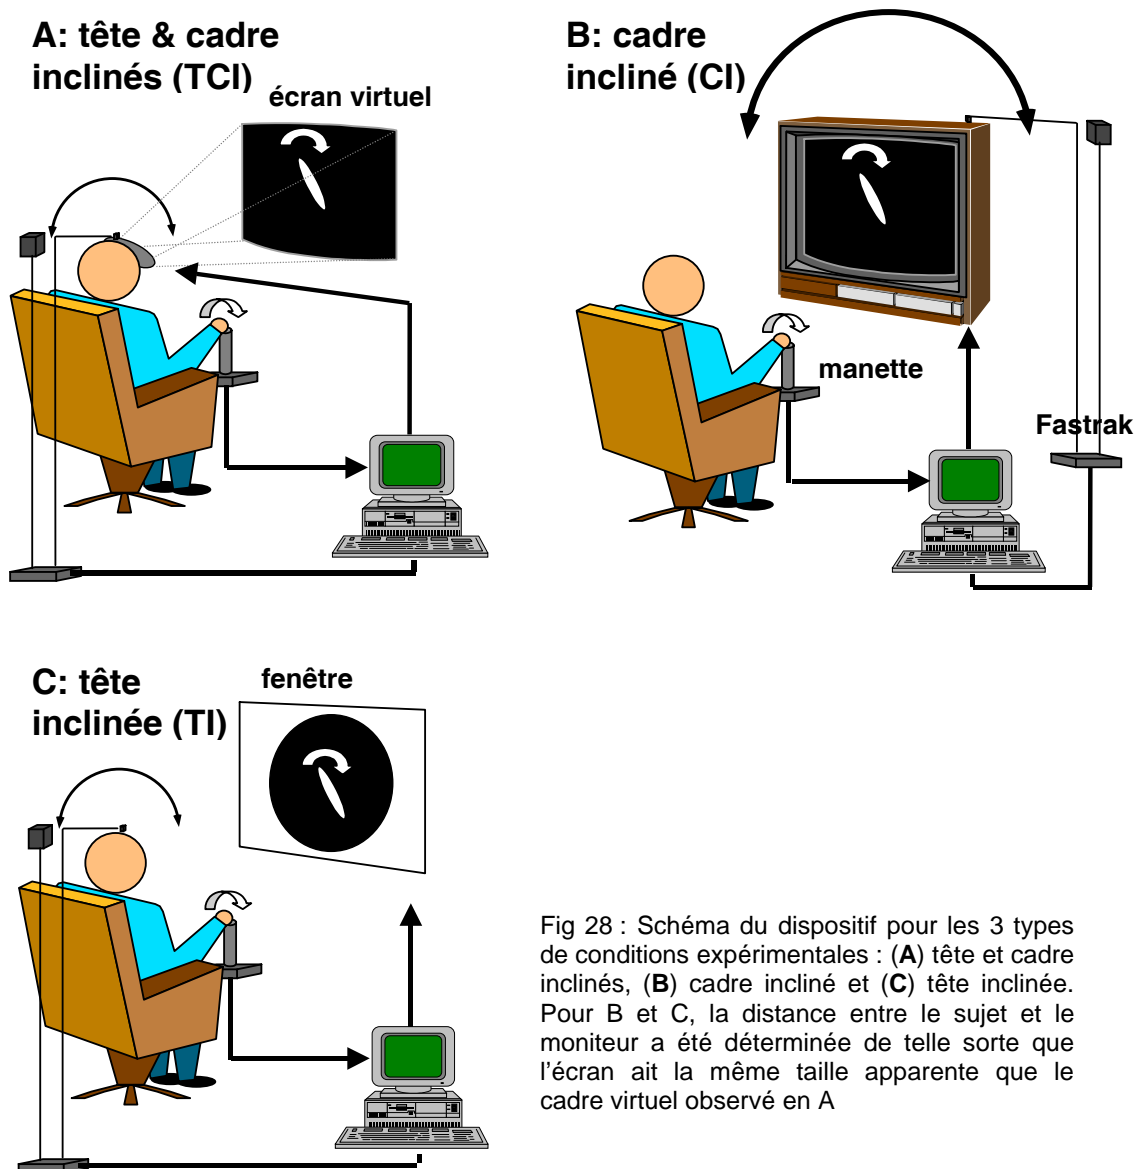 A: tête & cadre
inclinés (TCI)
écran virtuel
B: cadre
incliné (CI)
manette
Fastrak
C: tête
inclinée (TI)
fenêtre
Fig 28 : Schéma du dispositif pour les 3 types
de conditions expérimentales : (A) tête et cadre
inclinés, (B) cadre incliné et (C) tête inclinée.
Pour B et C, la distance entre le sujet et le
moniteur a été déterminée de telle sorte que
l'écran ait la même taille apparente que le
cadre virtuel observé en A